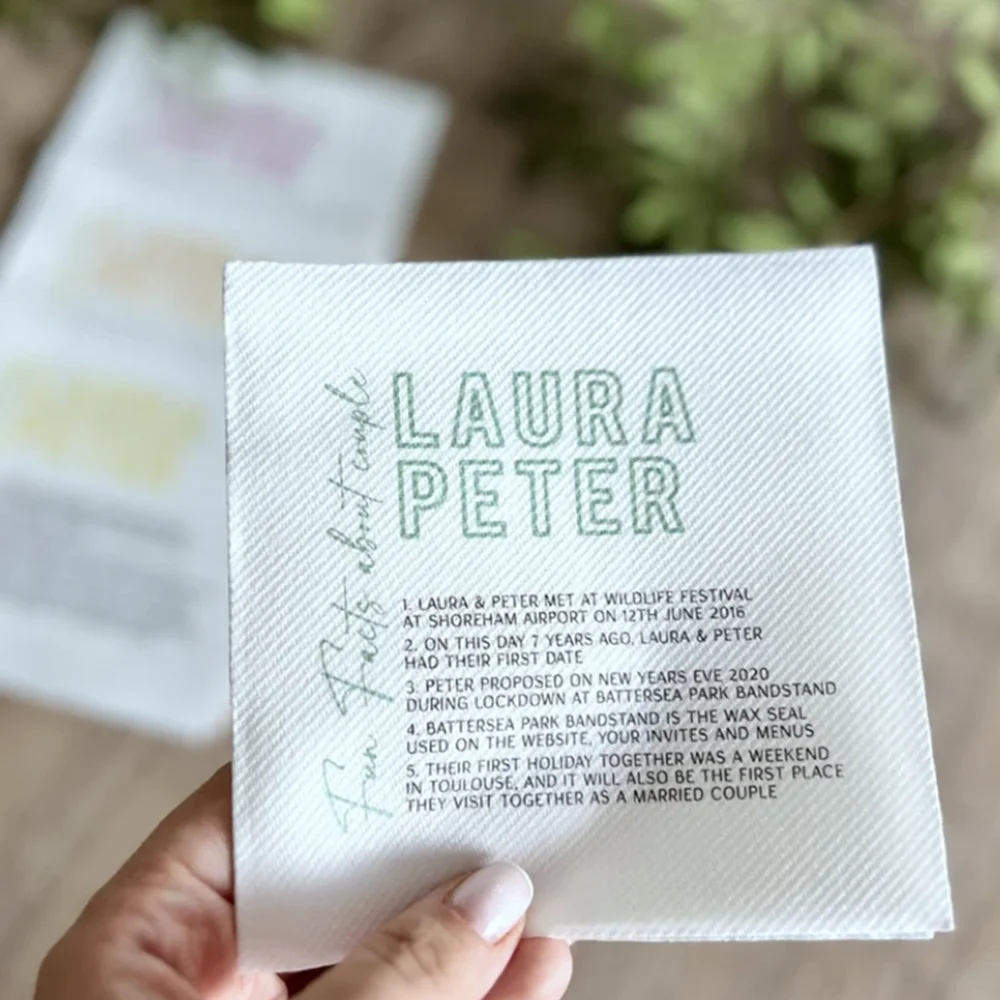 Fun Facts about couple
LAURA
PETER
1. LAURA & PETER MET AT WILDLIFE FESTIVAL
AT SHOREHAM AIRPORT ON 12TH JUNE 2016
2. ON THIS DAY 7 YEARS AGO, LAURA & PETER
HAD THEIR FIRST DATE
3. PETER PROPOSED ON NEW YEARS EVE 2020
DURING LOCKDOWN AT BATTERSEA PARK BANDSTAND
4. BATTERSEA PARK BANDSTAND IS THE WAX SEAL
USED ON THE WEBSITE, YOUR INVITES AND MENUS
5. THEIR FIRST HOLIDAY TOGETHER WAS A WEEKEND
IN TOULOUSE, AND IT WILL ALSO BE THE FIRST PLACE
THEY VISIT TOGETHER AS A MARRIED COUPLE